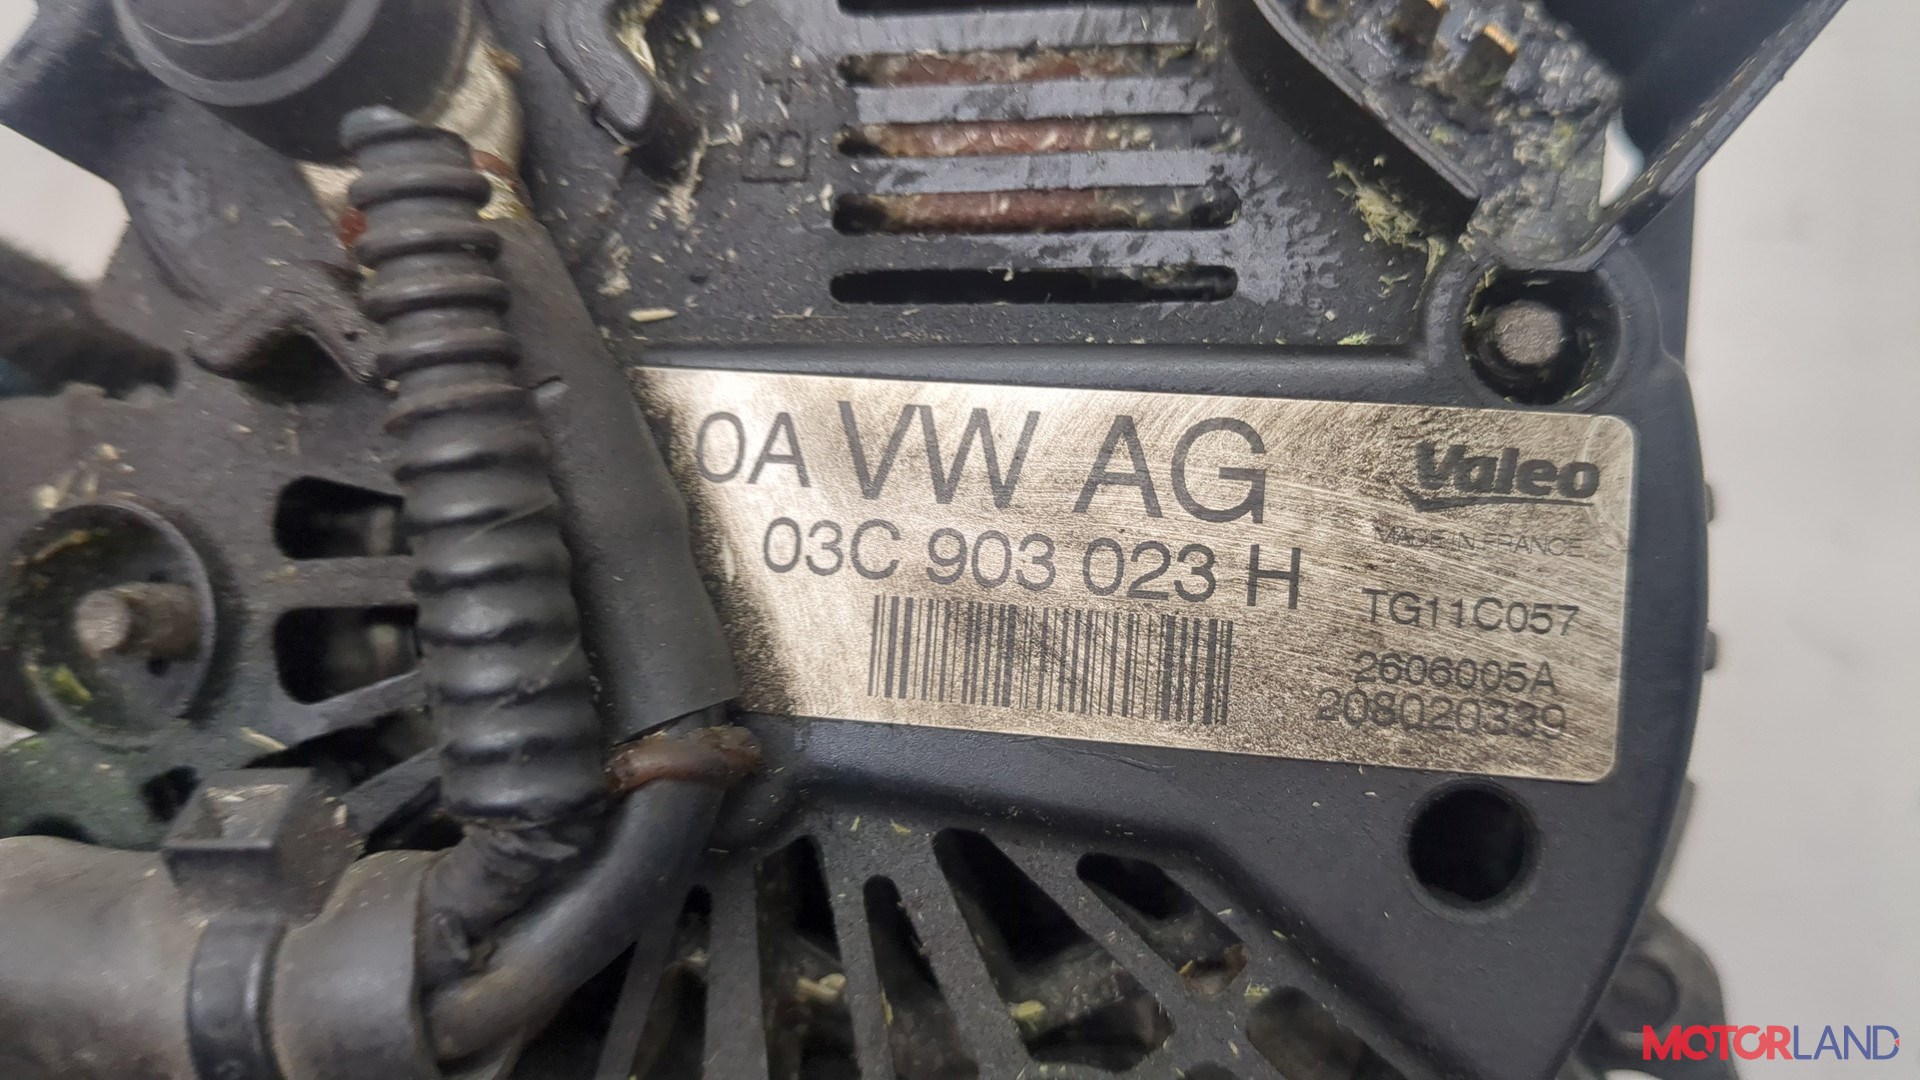 B+
0A VW AG
Valeo
MADE IN FRANCE
03C 903 023 H
TG11C057
2606005A
208020339
MOTORLAND